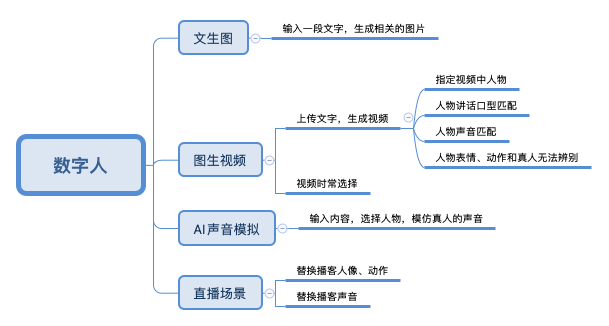 数字人
文生图
输入一段文字，生成相关的图片
图生视频
上传文字，生成视频
指定视频中人物
人物讲话口型匹配
人物声音匹配
人物表情、动作和真人无法辨别
视频时常选择
AI声音模拟
输入内容，选择人物，模仿真人的声音
直播场景
替换播客人像、动作
替换播客声音